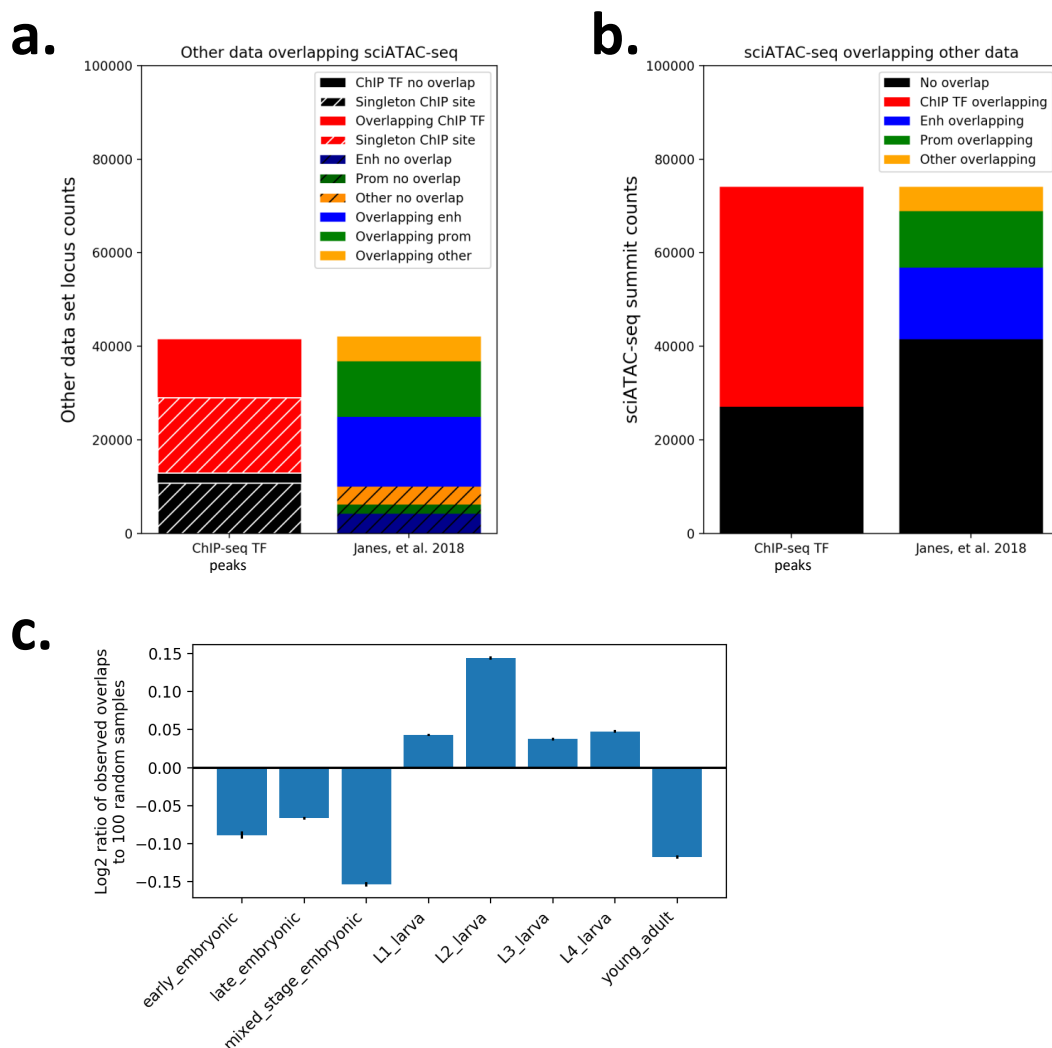 a.
Other data overlapping sciATAC-seq
Other data set locus counts
100000
80000
60000
40000
20000
0
ChIP TF no overlap
Singleton ChIP site
Overlapping ChIP TF
Singleton ChIP site
Enh no overlap
Prom no overlap
Other no overlap
Overlapping enh
Overlapping prom
Overlapping other
ChIP-seq TF
peaks
Janes, et al. 2018
b.
sciATAC-seq overlapping other data
sciATAC-seq summit counts
100000
80000
60000
40000
20000
0
No overlap
ChIP TF overlapping
Enh overlapping
Prom overlapping
Other overlapping
ChIP-seq TF
peaks
Janes, et al. 2018
c.
Log2 ratio of observed overlaps
to 100 random samples
0.15
0.10
0.05
0.00
−0.05
−0.10
−0.15
early_embryonic
late_embryonic
mixed_stage_embryonic
L1_larva
L2_larva
L3_larva
L4_larva
young_adult